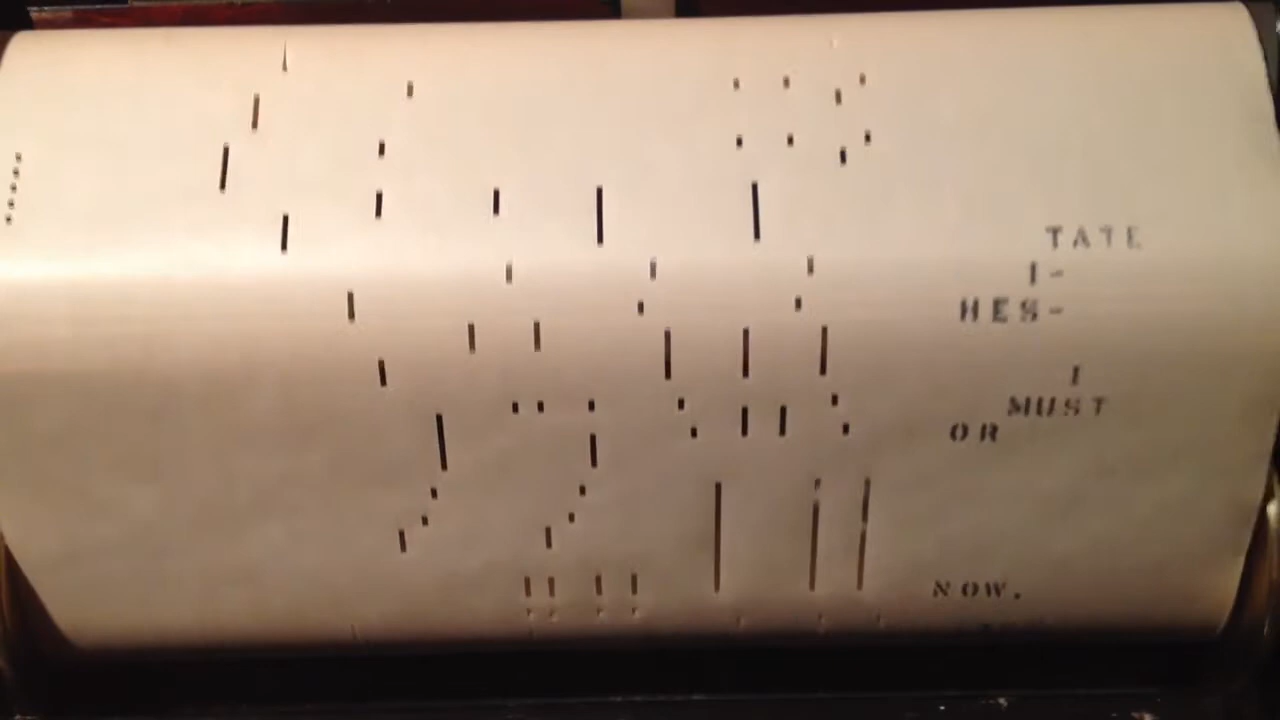 TATE
I-
HES-
I
MUST
OR
NOW.